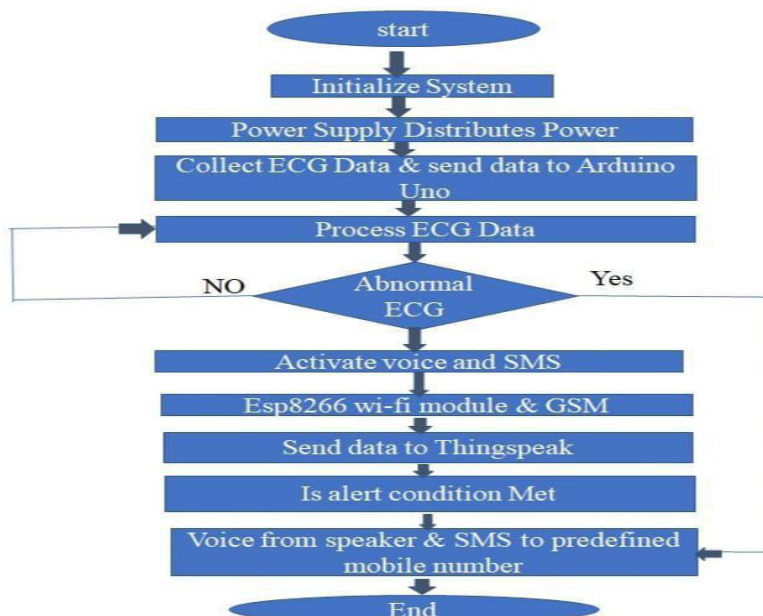 start
Initialize System
Power Supply Distributes Power
Collect ECG Data & send data to Arduino
Uno
Process ECG Data
NO
Abnormal
ECG
Yes
Activate voice and SMS
Esp8266 wi-fi module & GSM
Send data to Thingspeak
Is alert condition Met
Voice from speaker & SMS to predefined
mobile number
End